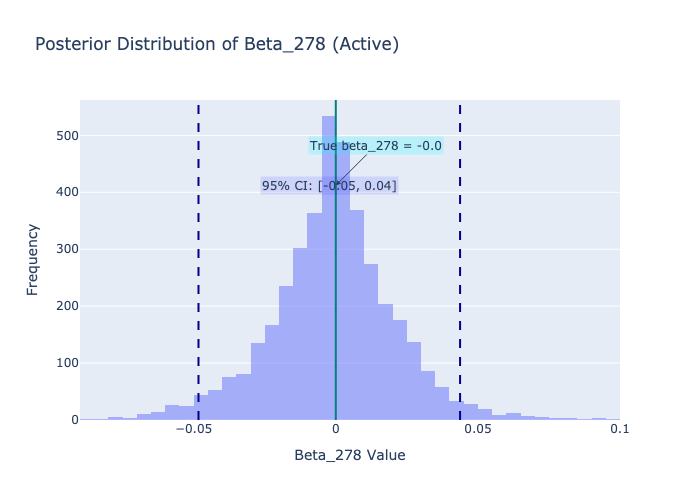 Posterior Distribution of Beta_278 (Active)
500
True beta_278 = -0.0
95% CI: [-0.05, 0.04]
400
300
200
100
0
−0.05
0
0.05
0.1
Frequency
Beta_278 Value